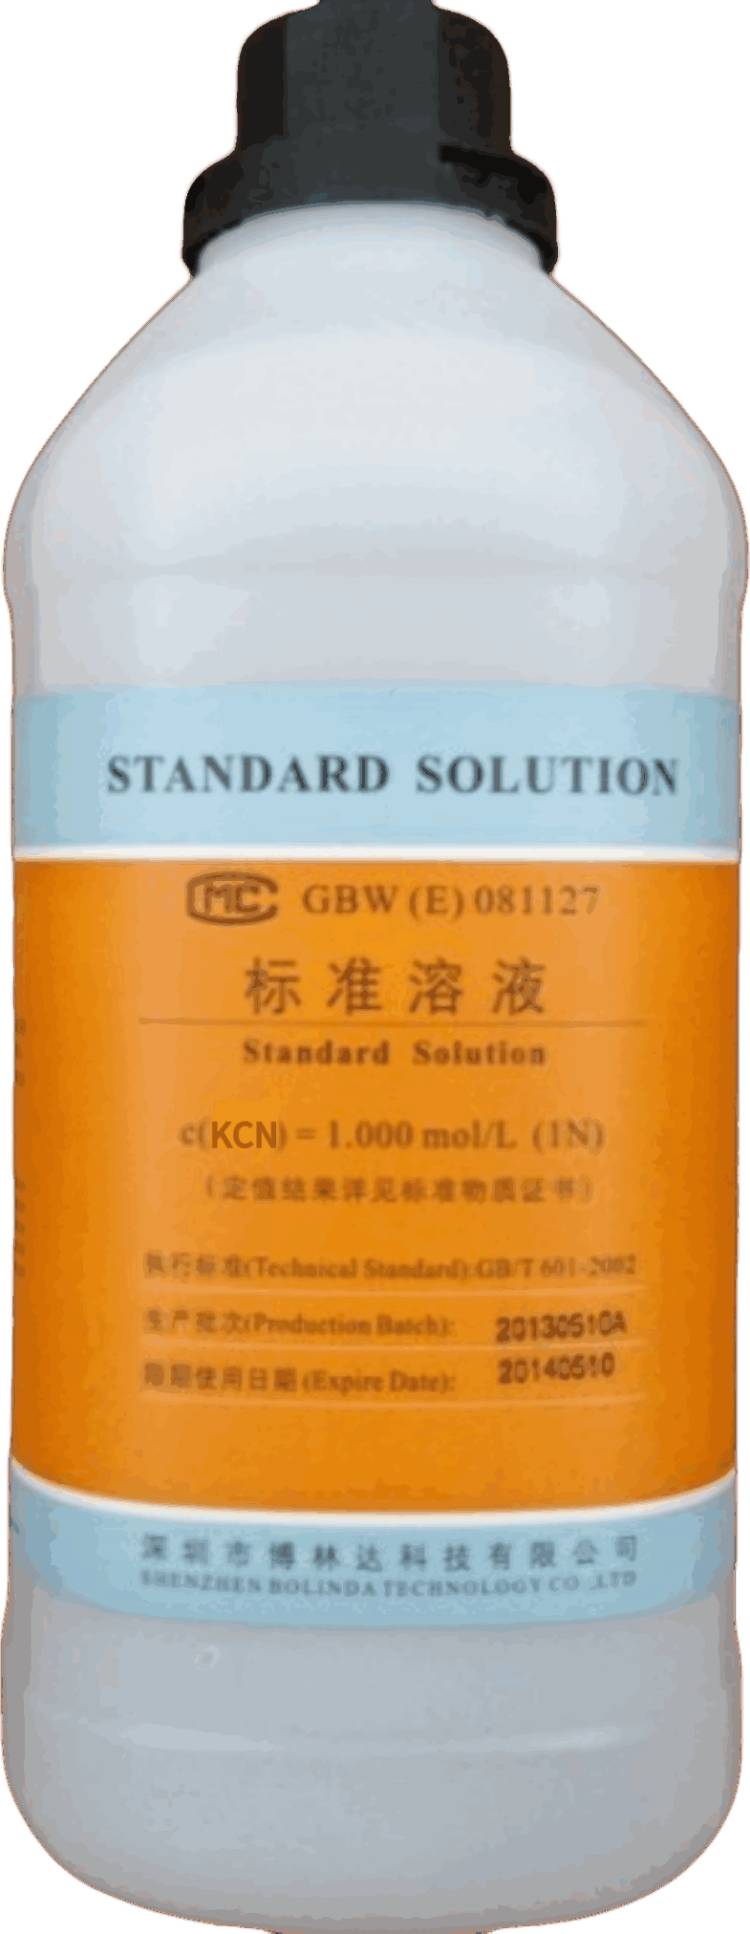 STANDARD SOLUTION
MC GBW (E) 081127
标准溶液
Standard Solution
c(KCN) = 1.000 mol/L (1N)
(定值结果详见标准物质证书)
执行标准(Technical Standard):GB/T 601-2002
生产批次(Production Batch): 20130510A
限期使用日期(Expire Date): 20140510
深圳市博林达科技有限公司
SHENZHEN BOLINDA TECHNOLOGY CO .,LTD